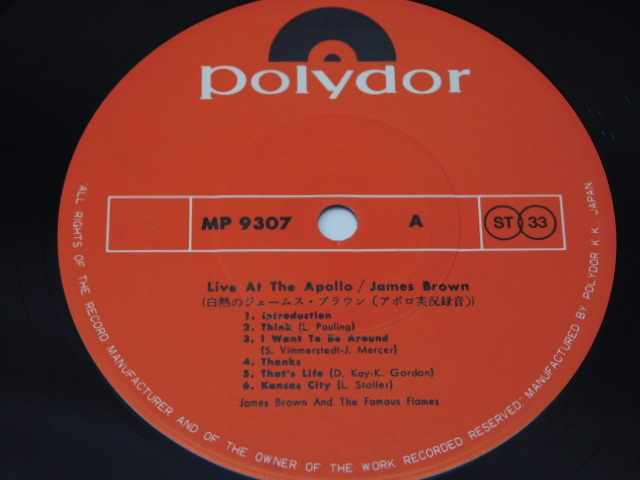 polydor
MP 9307 A ST 33
Live At The Apollo / James Brown
(白熱のジェームス・ブラウン(アポロ実況録音))
1. Introduction
2. Think (L. Pauling)
3. I Want To Be Around
(S. Vimmerstedt-J. Mercer)
4. Thanks
5. That's Life (D. Kay-K. Gordon)
6. Kansas City (L. Stoller)
James Brown And The Famous Flames
"ALL RIGHTS OF THE RECORD MANUFACTURER AND OF THE OWNER OF THE WORK RECORDED RESERVED." MANUFACTURED BY POLYDOR K. K. JAPAN